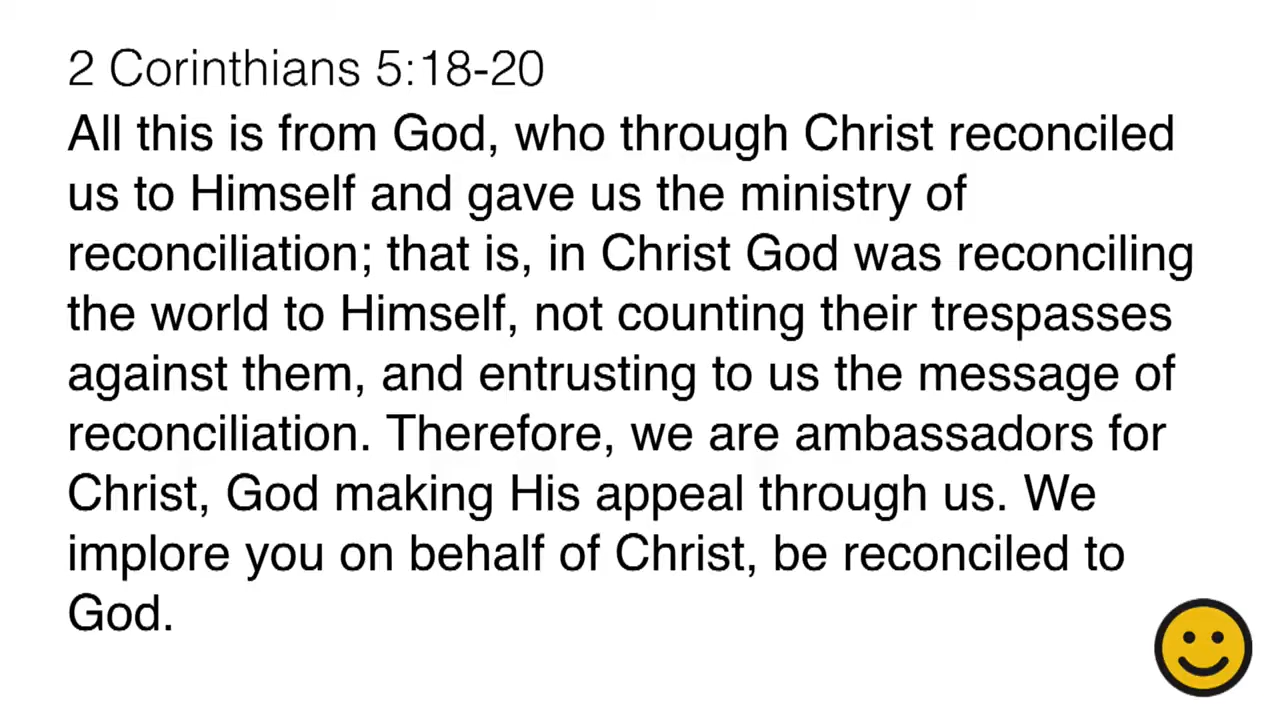 2 Corinthians 5:18-20
All this is from God, who through Christ reconciled
us to Himself and gave us the ministry of
reconciliation; that is, in Christ God was reconciling
the world to Himself, not counting their trespasses
against them, and entrusting to us the message of
reconciliation. Therefore, we are ambassadors for
Christ, God making His appeal through us. We
implore you on behalf of Christ, be reconciled to
God.